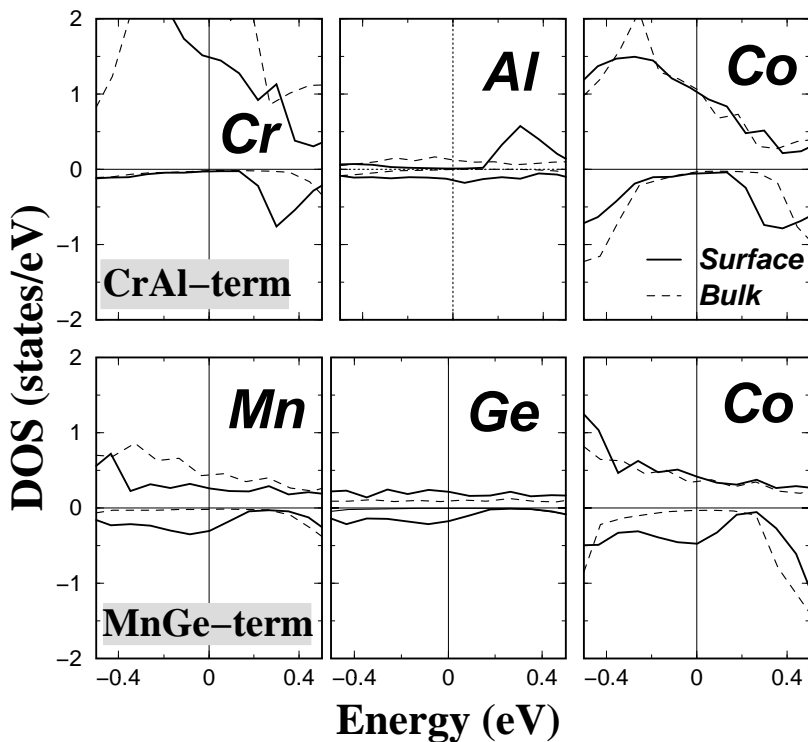 DOS (states/eV)
2
1
0
−1
−2
Cr
CrAl−term
Al
Co
Surface
Bulk
2
1
0
−1
−2
Mn
MnGe−term
Ge
Co
−0.4 0 0.4
−0.4 0 0.4
−0.4 0 0.4
Energy (eV)